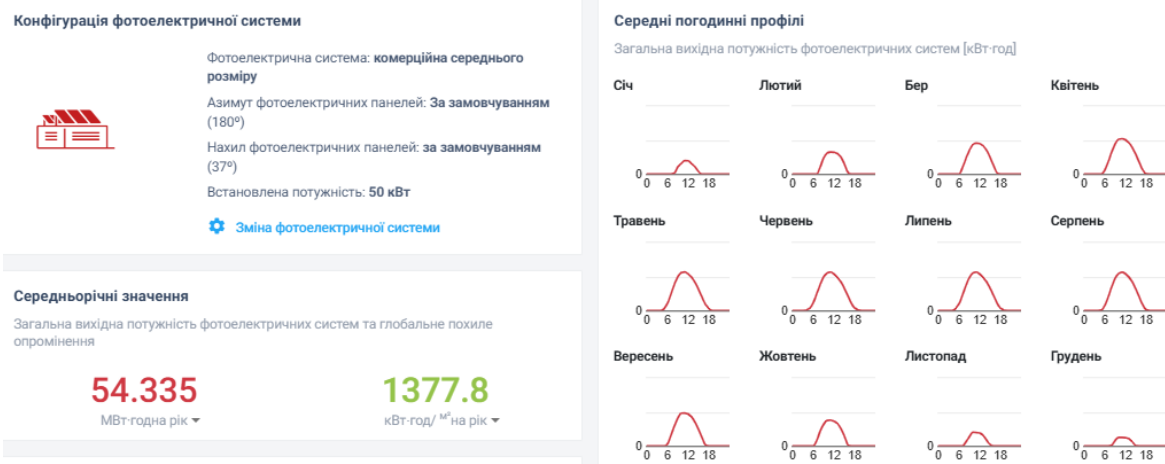 Конфігурація фотоелектричної системи
Фотоелектрична система: комерційна середнього
розміру
Азимут фотоелектричних панелей: За замовчуванням
(180º)
Нахил фотоелектричних панелей: за замовчуванням
(37º)
Встановлена потужність: 50 кВт
Зміна фотоелектричної системи
Середньорічні значення
Загальна вихідна потужність фотоелектричних систем та глобальне похиле
опромінення
54.335
МВт·годна рік
1377.8
кВт·год/ м²на рік
Середні погодинні профілі
Загальна вихідна потужність фотоелектричних систем [кВт·год]
Січ Лютий Бер Квітень
0 0 0 0
0 6 12 18 0 6 12 18 0 6 12 18 0 6 12 18
Травень Червень Липень Серпень
0 0 0 0
0 6 12 18 0 6 12 18 0 6 12 18 0 6 12 18
Вересень Жовтень Листопад Грудень
0 0 0 0
0 6 12 18 0 6 12 18 0 6 12 18 0 6 12 18